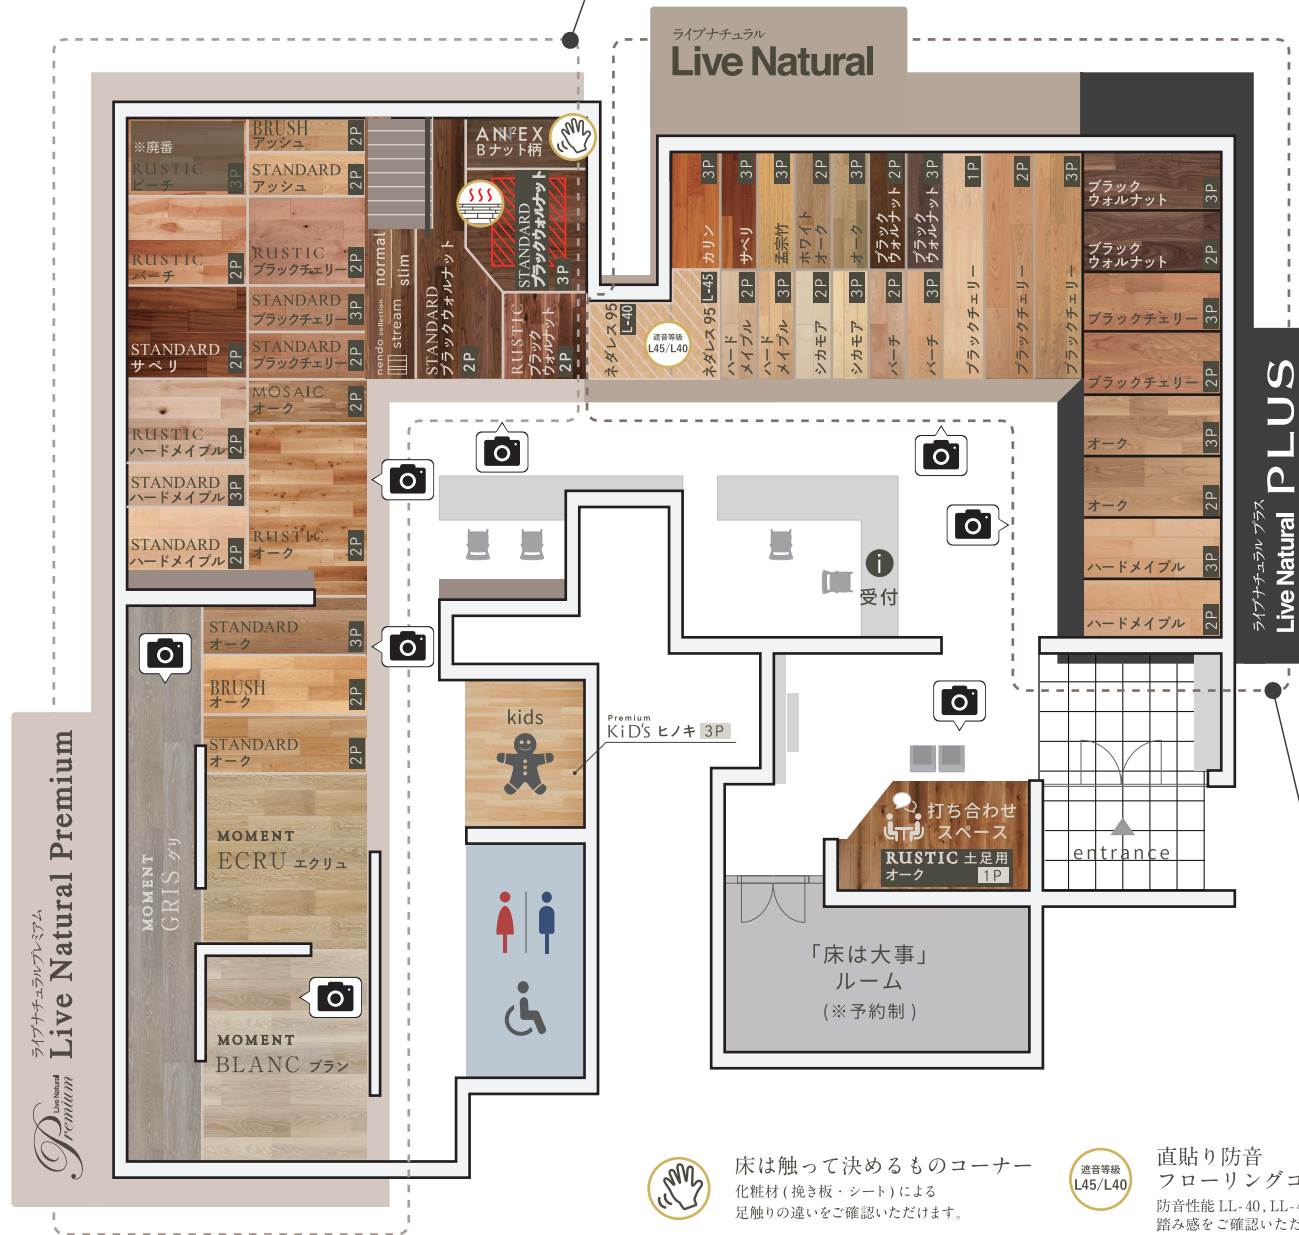 ライブナチュラル
Live Natural
※廃番
RUSTIC
ビーチ
3P
BRUSH
アッシュ
2P
STANDARD
アッシュ
2P
RUSTIC
バーチ
2P
RUSTIC
ブラックチェリー
2P
STANDARD
ブラックチェリー
3P
STANDARD
サペリ
2P
STANDARD
ブラックチェリー
2P
MOSAIC
オーク
2P
RUSTIC
ハードメイプル
2P
STANDARD
ハードメイプル
3P
STANDARD
ハードメイプル
2P
RUSTIC
オーク
2P
nendo collection
normal
slim
stream
STANDARD
ブラックウォルナット
2P
ANNEX
Bナット柄
STANDARD
ブラックウォルナット
3P
RUSTIC
ブラック
ウォルナット
2P
ネダレス95
L-40
遮音等級
L45/L40
ネダレス95
L-45
カリン
3P
サペリ
3P
孟宗竹
3P
ホワイト
オーク
2P
オーク
3P
ブラック
ウォルナット
2P
ブラック
ウォルナット
3P
ハード
メイプル
2P
ハード
メイプル
3P
シカモア
2P
シカモア
3P
バーチ
2P
バーチ
3P
ブラックチェリー
1P
ブラックチェリー
2P
ブラックチェリー
3P
ブラック
ウォルナット
3P
ブラック
ウォルナット
2P
ブラックチェリー
3P
ブラックチェリー
2P
オーク
3P
オーク
2P
ハードメイプル
3P
ハードメイプル
2P
ライブナチュラル プラス
Live Natural PLUS
i
受付
STANDARD
オーク
3P
BRUSH
オーク
2P
STANDARD
オーク
2P
MOMENT
GRIS グリ
MOMENT
ECRU エクリュ
MOMENT
BLANC ブラン
ライブナチュラルプレミアム
Live Natural Premium
Live Natural
Premium
kids
Premium
KiD's ヒノキ 3P
打ち合わせ
スペース
RUSTIC 土足用
オーク 1P
entrance
「床は大事」
ルーム
(※予約制)
床は触って決めるものコーナー
化粧材(挽き板・シート)による
足触りの違いをご確認いただけます。
遮音等級
L45/L40
直貼り防音
フローリングコ
防音性能 LL-40, LL-
踏み感をご確認いただ